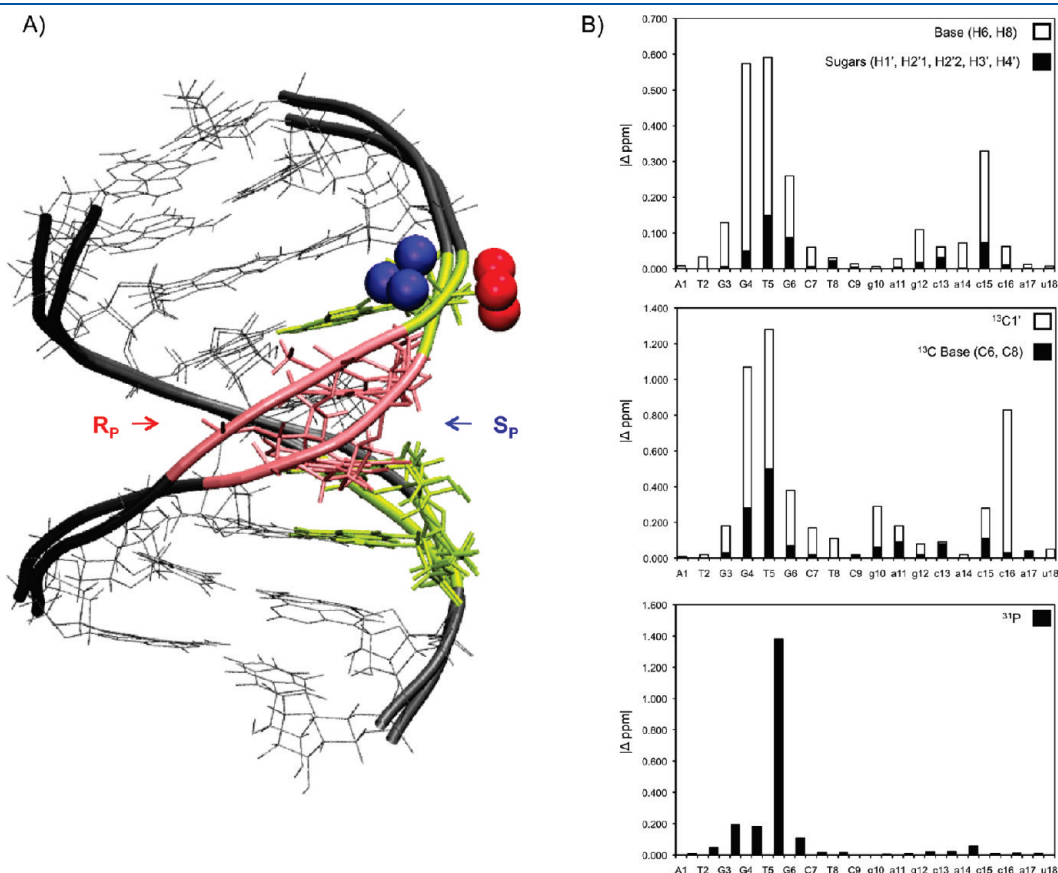 A)
R_P → ← S_P
B)
0.700
0.600
0.500
0.400
0.300
0.200
0.100
0.000
|Δ ppm|
Base (H6, H8)
Sugars (H1', H2'1, H2'2, H3', H4')
A1 T2 G3 G4 T5 G6 C7 T8 C9 g10 a11 g12 c13 a14 c15 c16 a17 u18
1.400
1.200
1.000
0.800
0.600
0.400
0.200
0.000
|Δ ppm|
¹³C1'
¹³C Base (C6, C8)
A1 T2 G3 G4 T5 G6 C7 T8 C9 g10 a11 g12 c13 a14 c15 c16 a17 u18
1.600
1.400
1.200
1.000
0.800
0.600
0.400
0.200
0.000
|Δ ppm|
³¹P
A1 T2 G3 G4 T5 G6 C7 T8 C9 g10 a11 g12 c13 a14 c15 c16 a17 u18